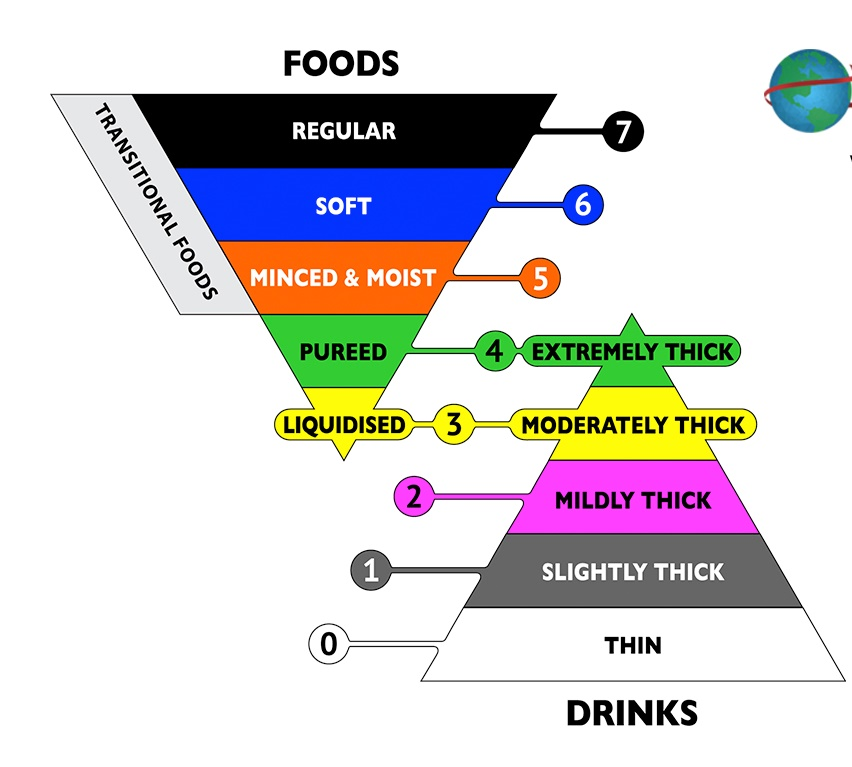 FOODS
TRANSITIONAL FOODS
REGULAR
7
SOFT
6
MINCED & MOIST
5
PUREED
4
EXTREMELY THICK
LIQUIDISED
3
MODERATELY THICK
2
MILDLY THICK
1
SLIGHTLY THICK
0
THIN
DRINKS